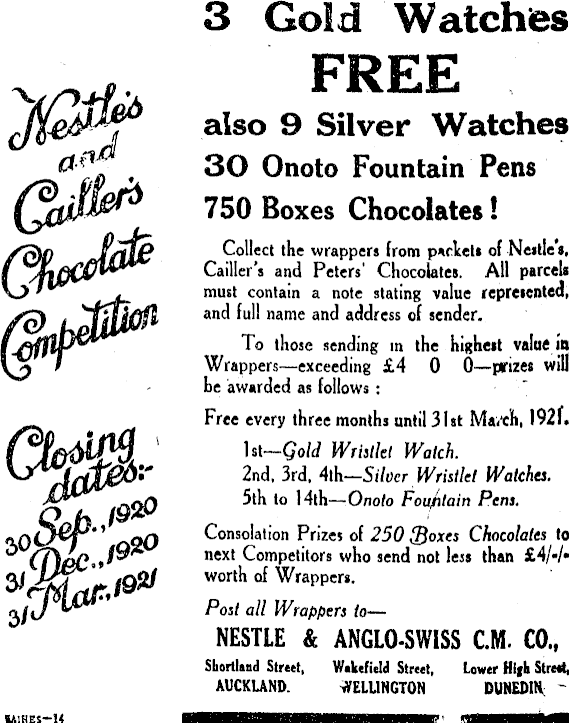 Nestle's
and
Cailler's
Chocolate
Competition
Closing
dates:-
30 Sep., 1920
31 Dec., 1920
31 Mar., 1921
3 Gold Watches
FREE
also 9 Silver Watches
30 Onoto Fountain Pens
750 Boxes Chocolates!
Collect the wrappers from packets of Nestle's,
Cailler's and Peters' Chocolates. All parcels
must contain a note stating value represented,
and full name and address of sender.
To those sending in the highest value in
Wrappers—exceeding £4 0 0—prizes will
be awarded as follows :
Free every three months until 31st March, 1921.
1st—Gold Wristlet Watch.
2nd, 3rd, 4th—Silver Wristlet Watches.
5th to 14th—Onoto Fountain Pens.
Consolation Prizes of 250 Boxes Chocolates to
next Competitors who send not less than £4/-/-
worth of Wrappers.
Post all Wrappers to—
NESTLE & ANGLO-SWISS C.M. CO.,
Shortland Street, Wakefield Street, Lower High Street,
AUCKLAND. WELLINGTON DUNEDIN
HAINES—14